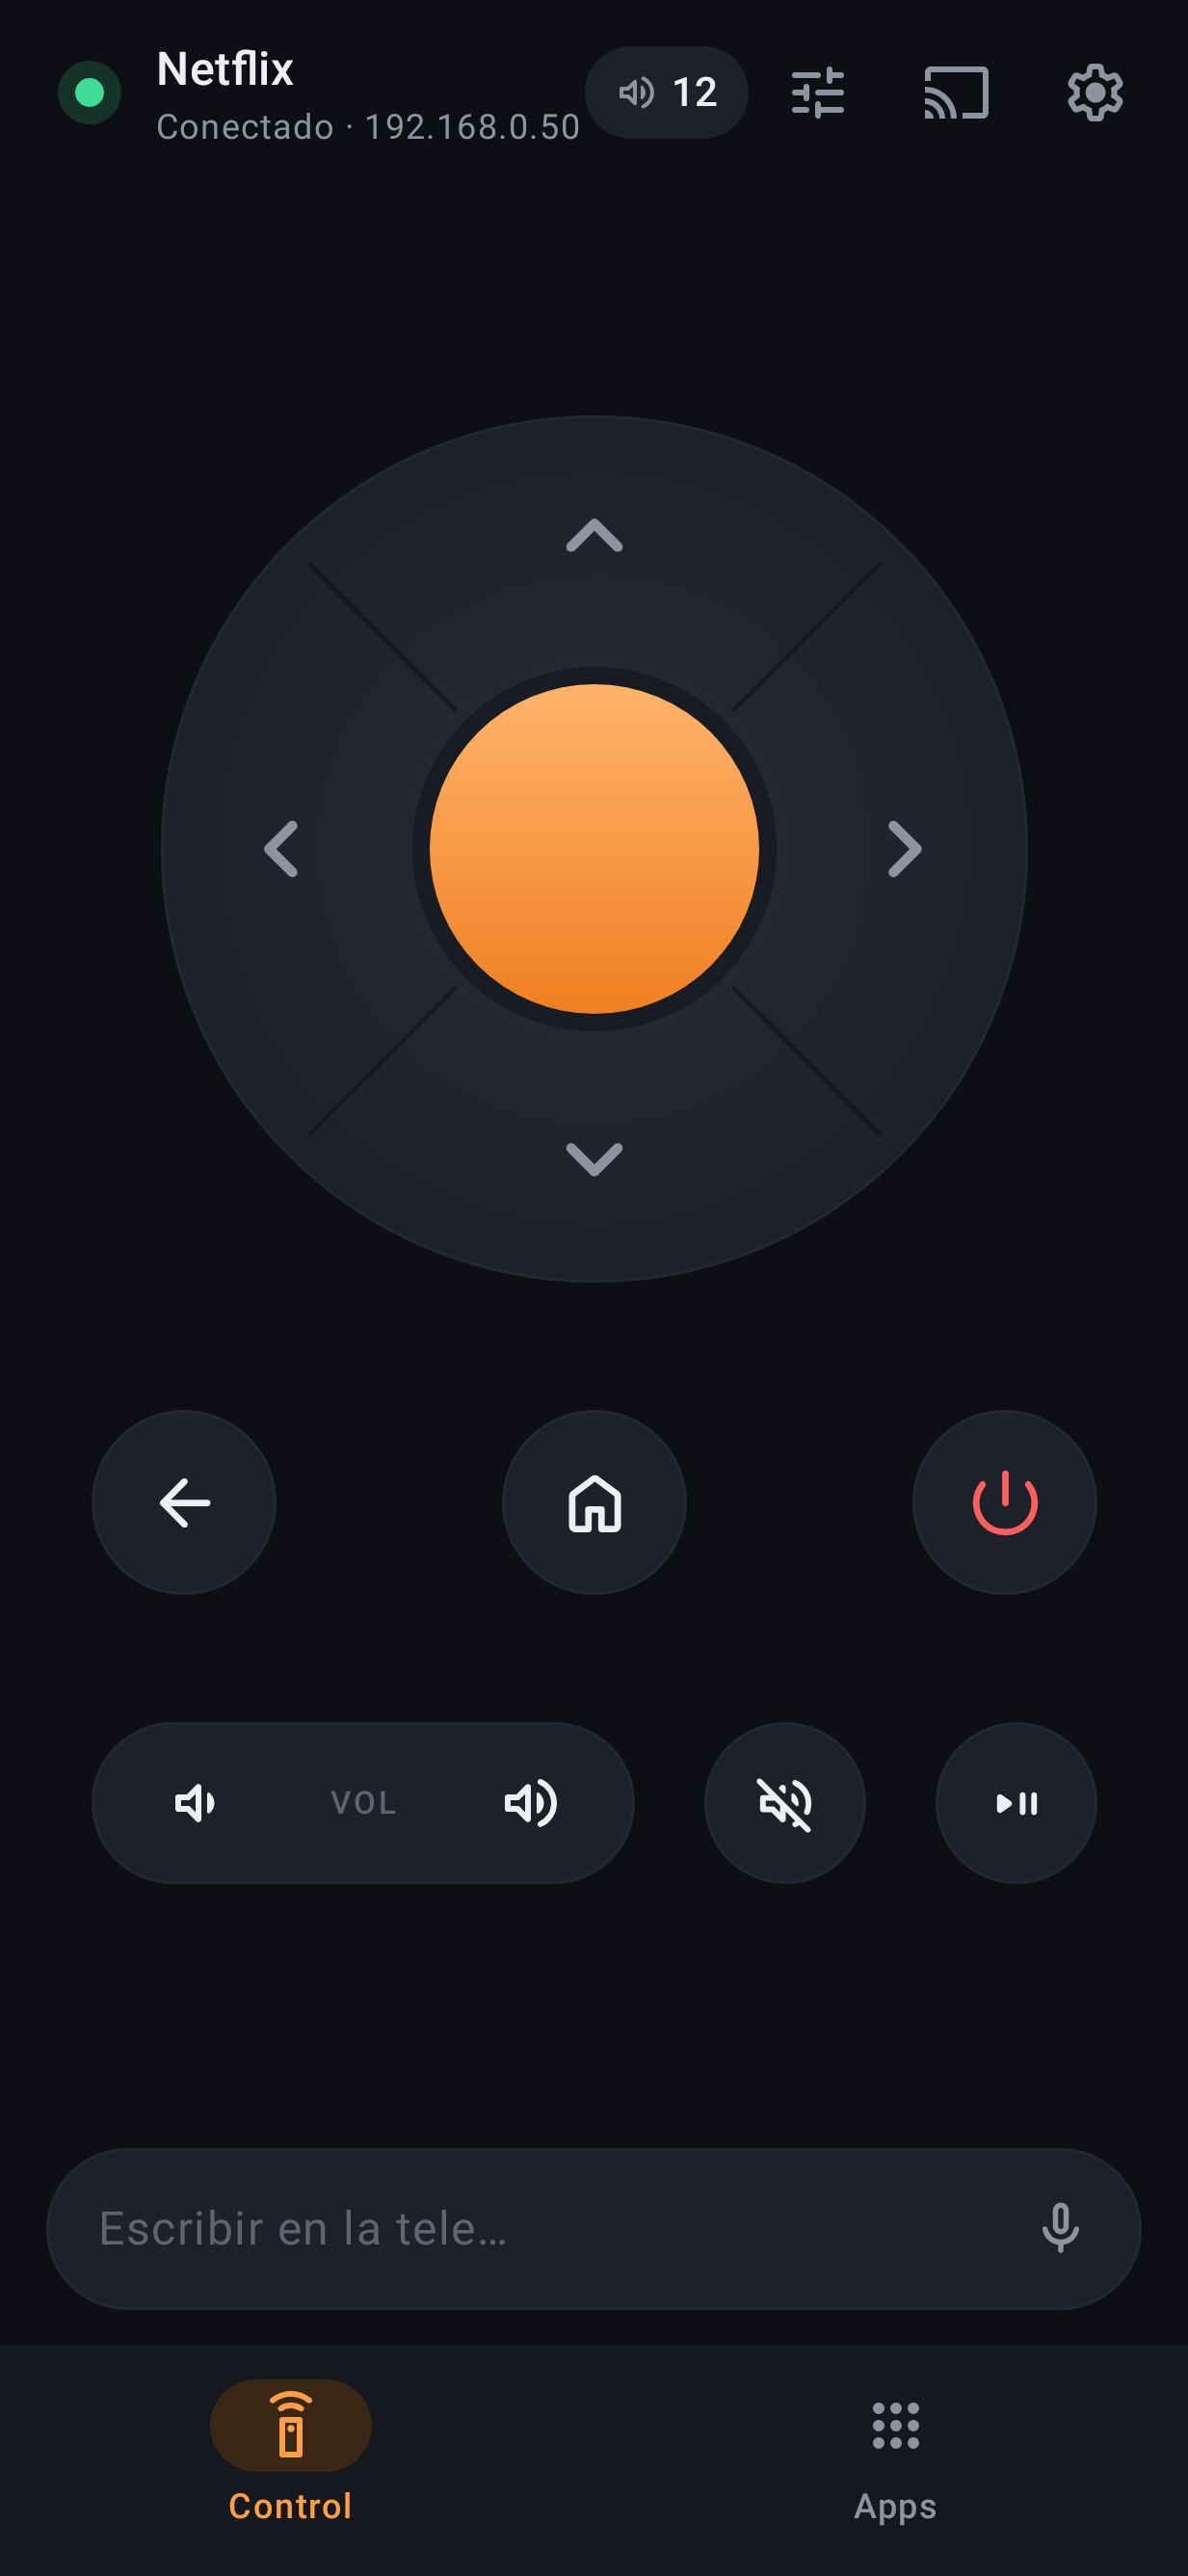 Netflix
Conectado · 192.168.0.50
12
VOL
Escribir en la tele…
Control
Apps